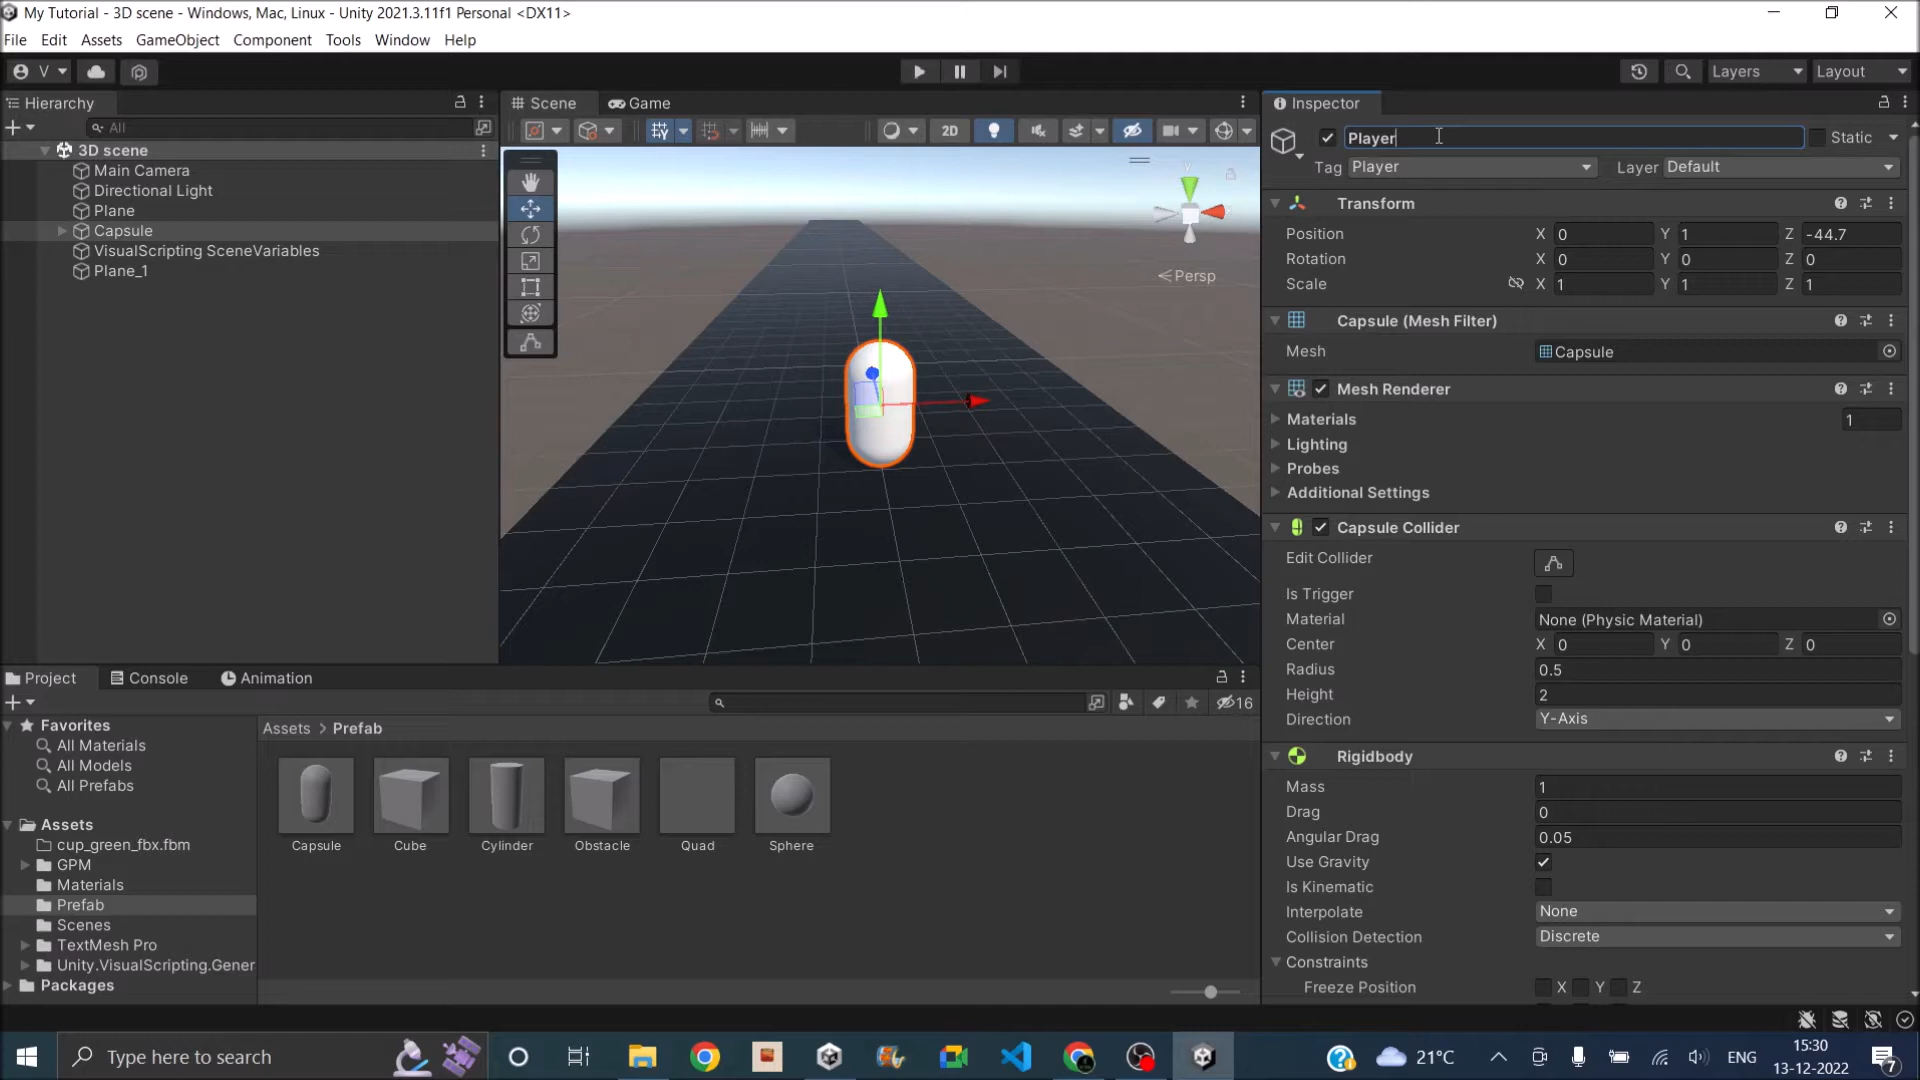 My Tutorial - 3D scene - Windows, Mac, Linux - Unity 2021.3.11f1 Personal <DX11>
File Edit Assets GameObject Component Tools Window Help
V Layers Layout
Hierarchy
All
3D scene
Main Camera
Directional Light
Plane
Capsule
VisualScripting SceneVariables
Plane_1
Scene Game
2D
Y
Persp
Inspector
Player Static
Tag Player Layer Default
Transform
Position X 0 Y 1 Z -44.7
Rotation X 0 Y 0 Z 0
Scale X 1 Y 1 Z 1
Capsule (Mesh Filter)
Mesh Capsule
Mesh Renderer
Materials 1
Lighting
Probes
Additional Settings
Capsule Collider
Edit Collider
Is Trigger
Material None (Physic Material)
Center X 0 Y 0 Z 0
Radius 0.5
Height 2
Direction Y-Axis
Rigidbody
Mass 1
Drag 0
Angular Drag 0.05
Use Gravity
Is Kinematic
Interpolate None
Collision Detection Discrete
Constraints
Freeze Position X Y Z
Project Console Animation
16
Favorites
All Materials
All Models
All Prefabs
Assets
cup_green_fbx.fbm
GPM
Materials
Prefab
Scenes
TextMesh Pro
Unity.VisualScripting.Gener
Packages
Assets > Prefab
Capsule Cube Cylinder Obstacle Quad Sphere
Type here to search
21°C ENG 15:30
13-12-2022
7